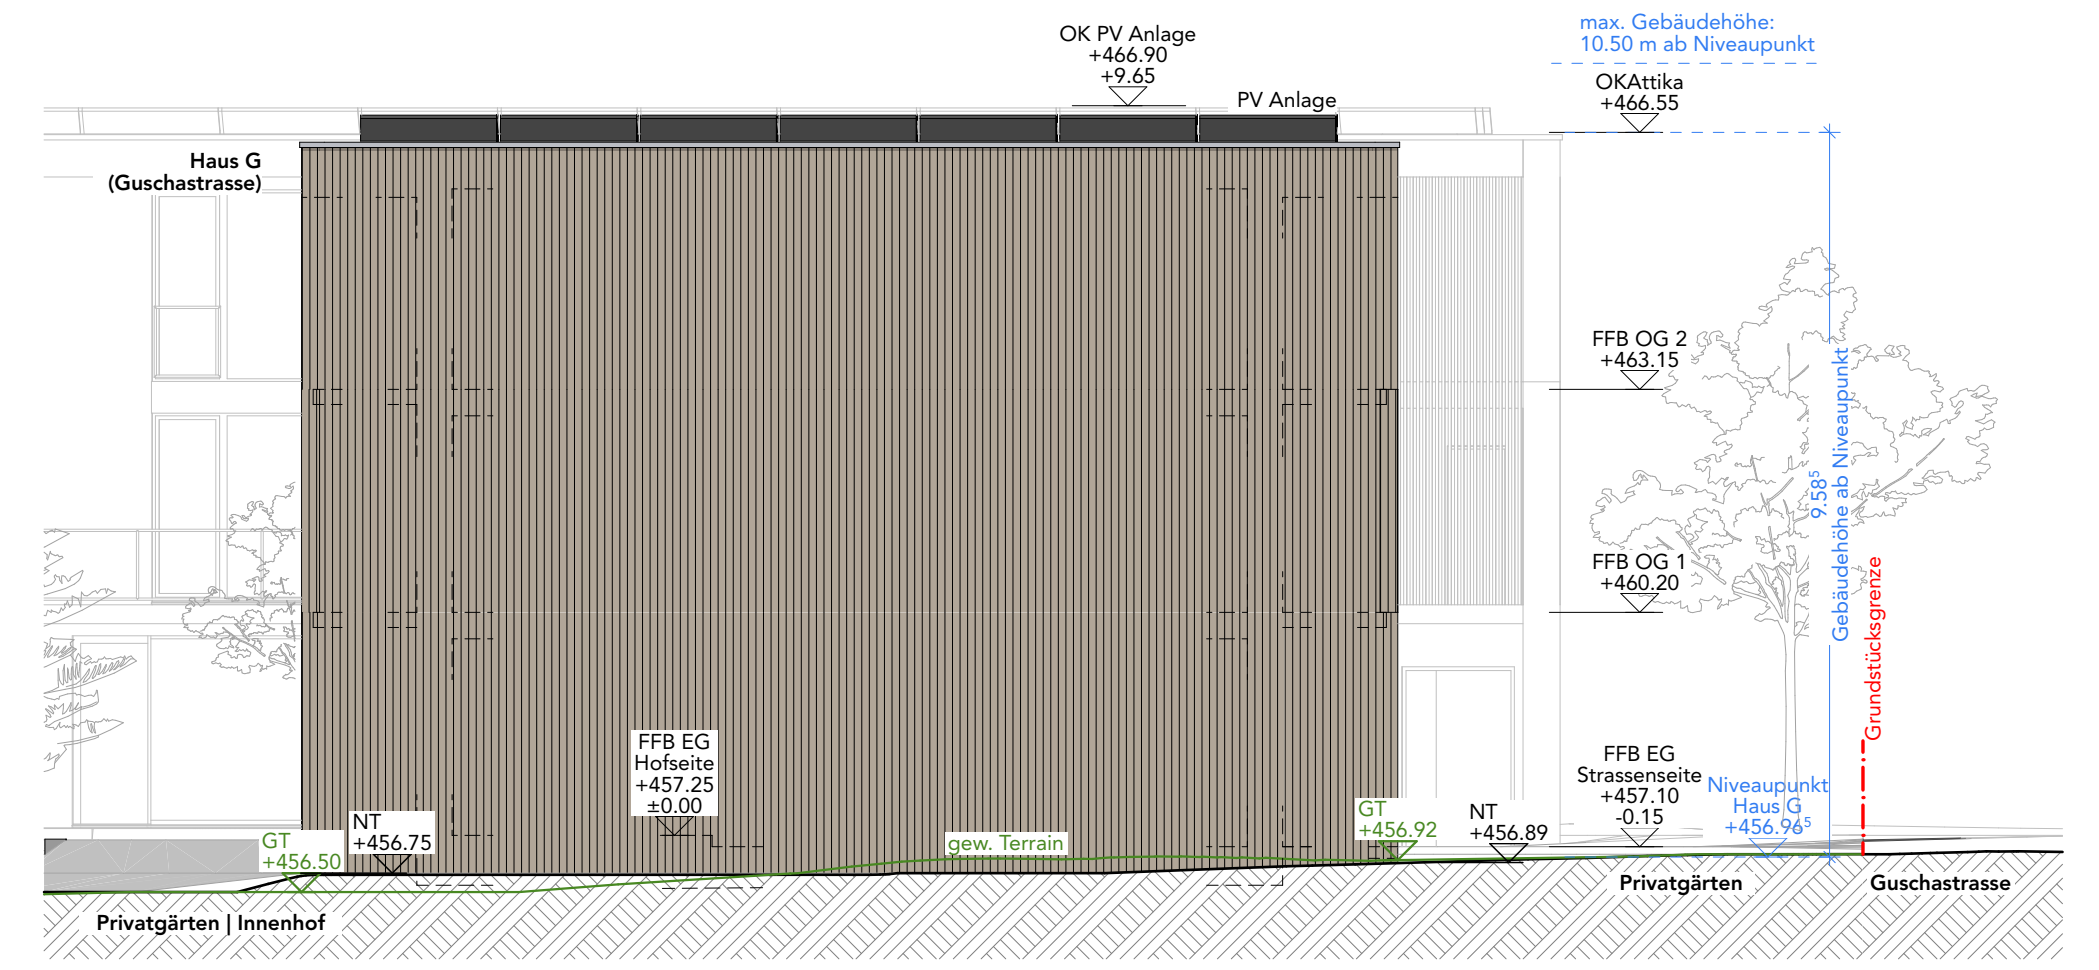 max. Gebäudehöhe:
10.50 m ab Niveaupunkt
OK PV Anlage
+466.90
+9.65
PV Anlage
OKAttika
+466.55
Haus G
(Guschastrasse)
FFB OG 2
+463.15
9.58⁵
Gebäudehöhe ab Niveaupunkt
FFB OG 1
+460.20
Grundstücksgrenze
FFB EG
Hofseite
+457.25
±0.00
FFB EG
Strassenseite
+457.10
-0.15
Niveaupunkt
Haus G
+456.96⁵
GT
+456.50
NT
+456.75
gew. Terrain
GT
+456.92
NT
+456.89
Privatgärten | Innenhof
Privatgärten
Guschastrasse